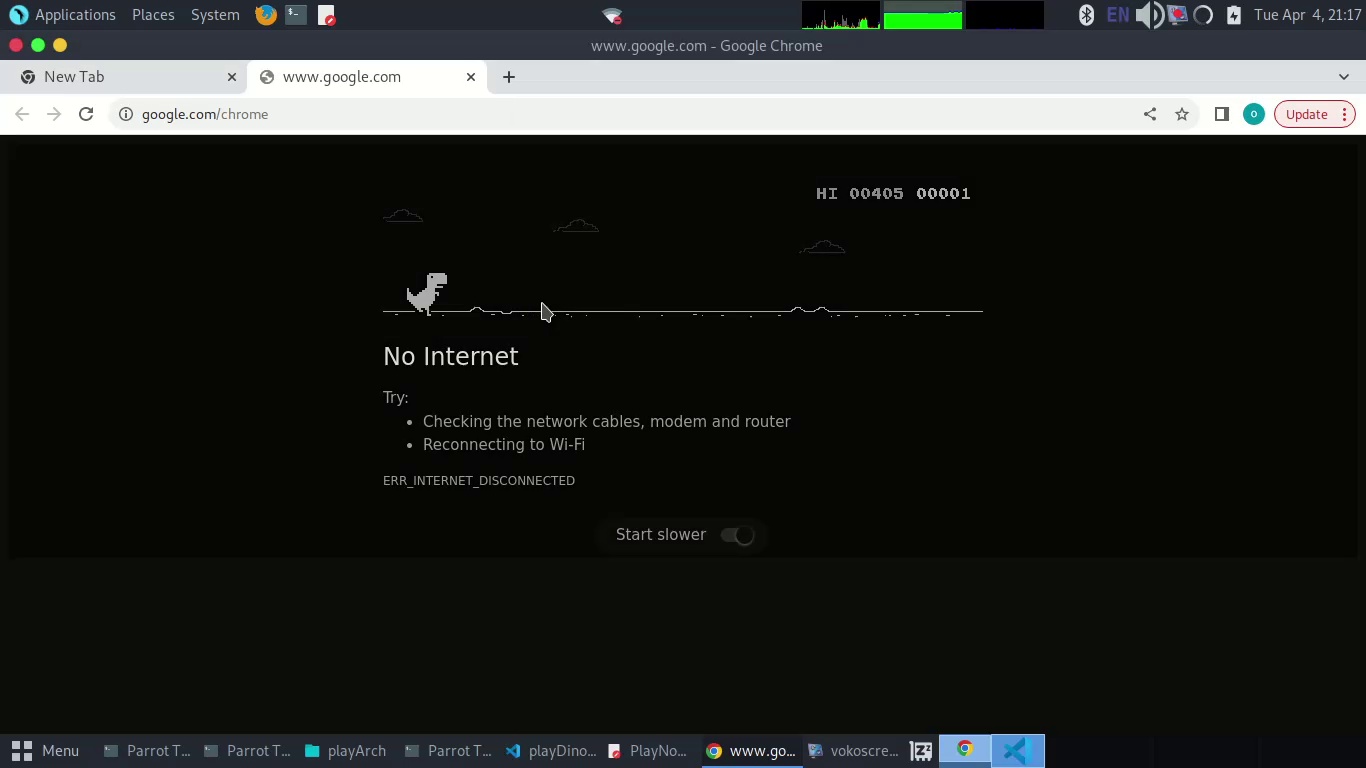 Applications Places System EN Tue Apr 4, 21:17
www.google.com - Google Chrome
New Tab www.google.com
google.com/chrome o Update
HI 00405 00001
No Internet
Try:
• Checking the network cables, modem and router
• Reconnecting to Wi-Fi
ERR_INTERNET_DISCONNECTED
Start slower
Menu Parrot T... Parrot T... playArch Parrot T... playDino... PlayNo... www.go... vokoscre...